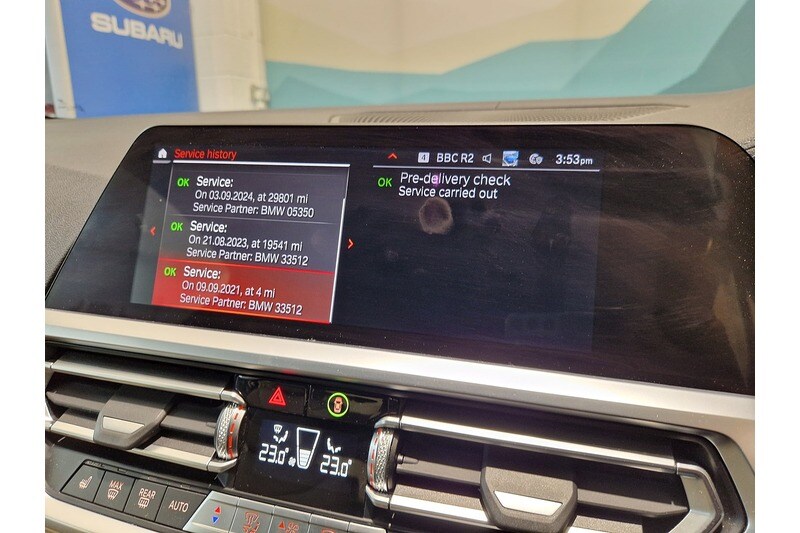 SUBARU
Service history
4 BBC R2 3:53pm
OK Service:
On 03.09.2024, at 29801 mi
Service Partner: BMW 05350
OK Service:
On 21.08.2023, at 19541 mi
Service Partner: BMW 33512
OK Service:
On 09.09.2021, at 4 mi
Service Partner: BMW 33512
OK Pre-delivery check
Service carried out
23.0° 23.0°
MAX
REAR
AUTO